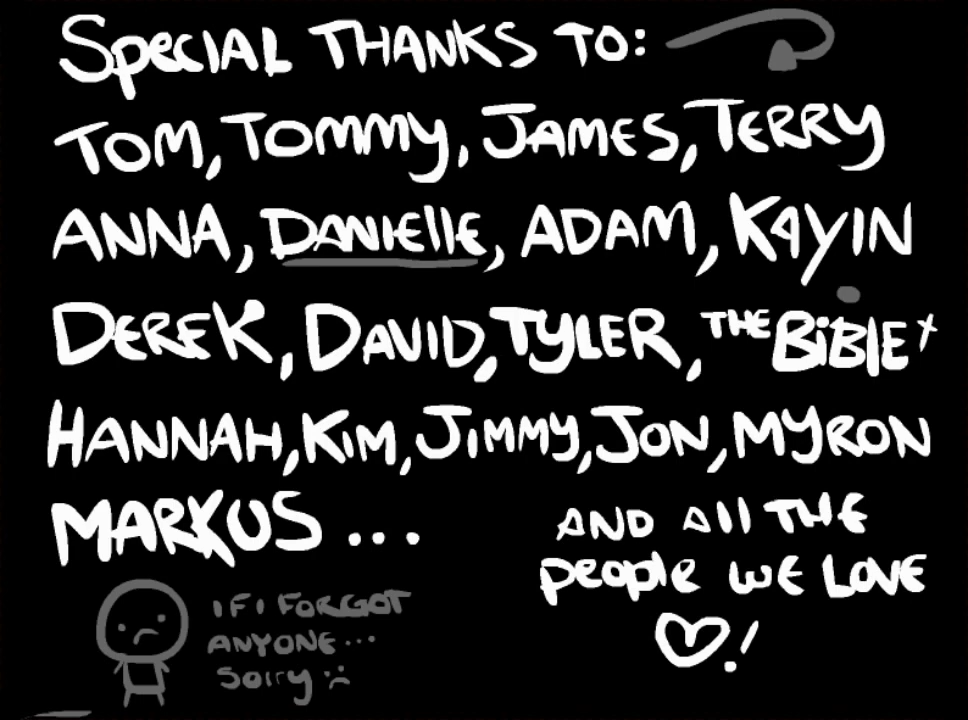 SPECIAL THANKS TO:
TOM, TOMMY, JAMES, TERRY
ANNA, DANIELLE, ADAM, KAYIN
DEREK, DAVID, TYLER, THE BiBLE
HANNAH, KiM, JiMMY, JON, MYRON
MARKUS ...
AND All THE
people WE LOVE
♡!
IF I FORGOT
ANYONE...
Sorry :(